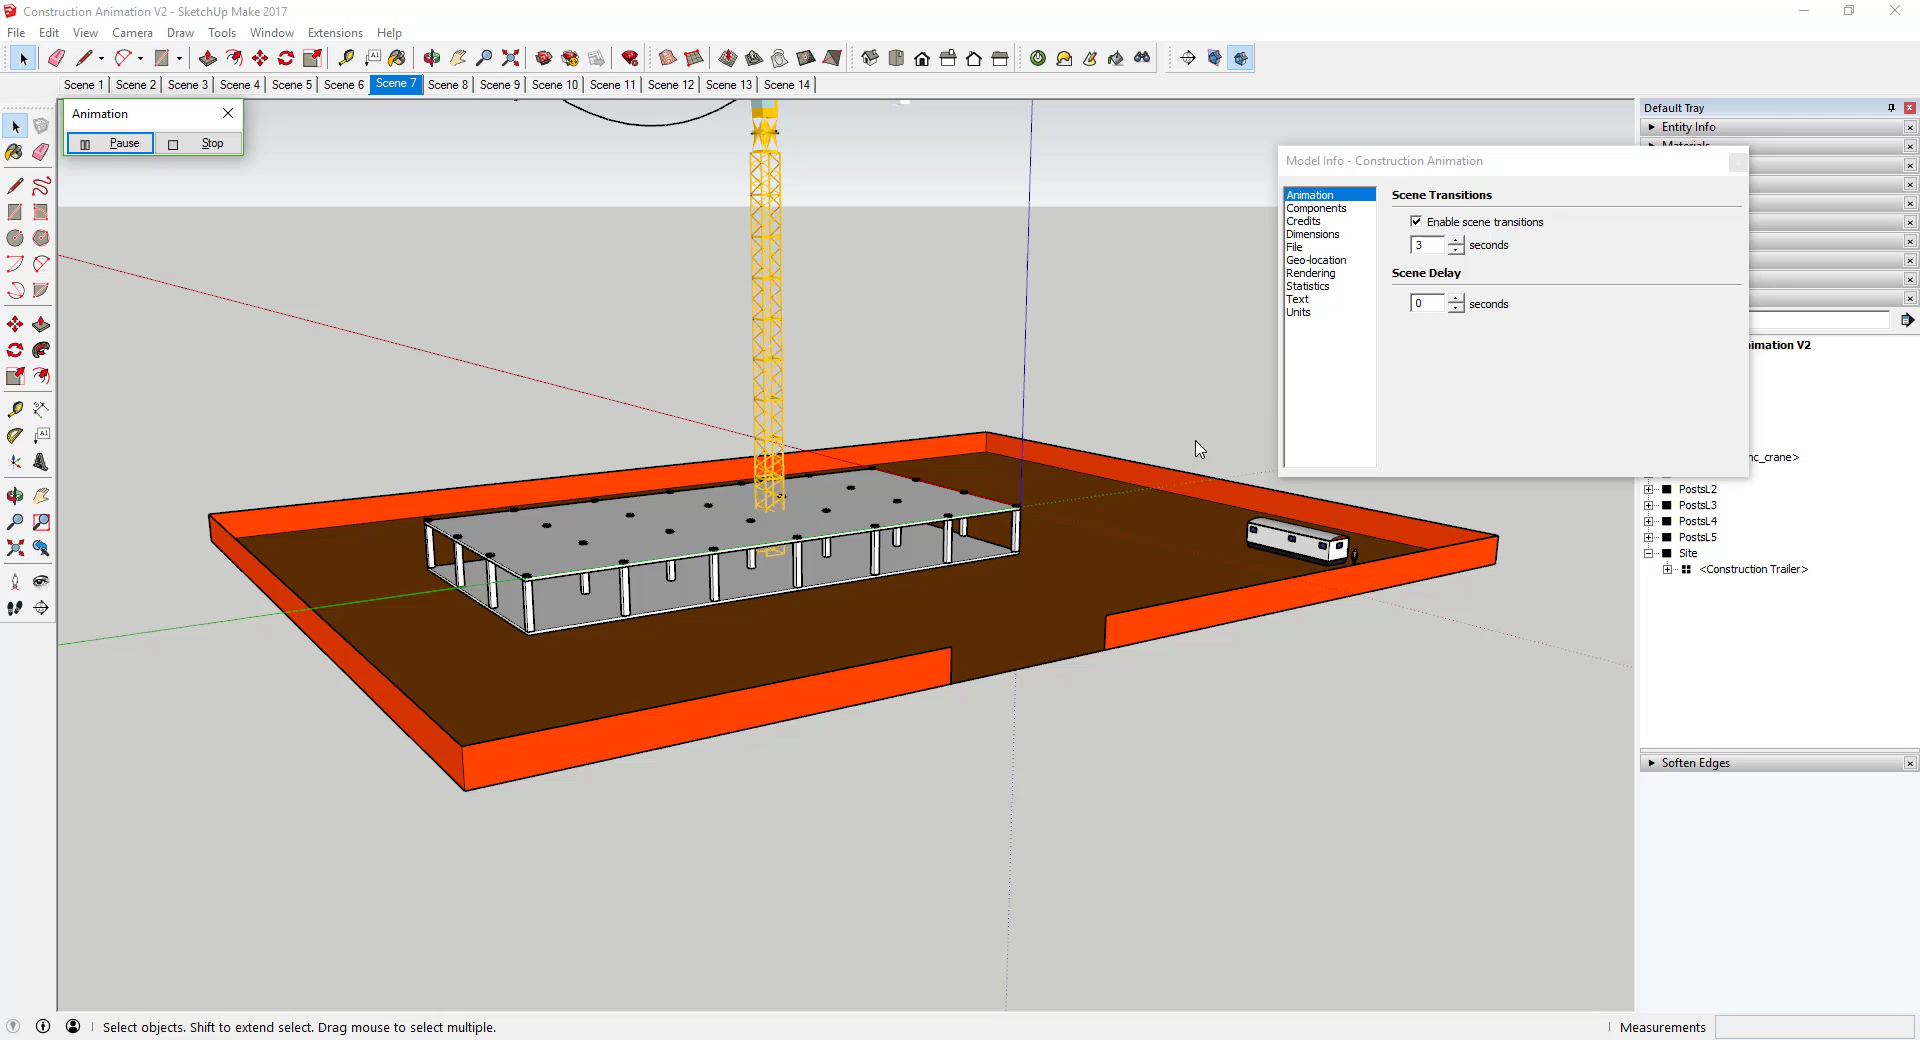 Construction Animation V2 - SketchUp Make 2017
File Edit View Camera Draw Tools Window Extensions Help
Scene 1 Scene 2 Scene 3 Scene 4 Scene 5 Scene 6 Scene 7 Scene 8 Scene 9 Scene 10 Scene 11 Scene 12 Scene 13 Scene 14
Animation
Pause Stop
Default Tray
Entity Info
Materials
Model Info - Construction Animation
Animation
Components
Credits
Dimensions
File
Geo-location
Rendering
Statistics
Text
Units
Scene Transitions
Enable scene transitions
3 seconds
Scene Delay
0 seconds
imation V2
nc_crane>
PostsL2
PostsL3
PostsL4
PostsL5
Site
<Construction Trailer>
Soften Edges
Select objects. Shift to extend select. Drag mouse to select multiple.
Measurements